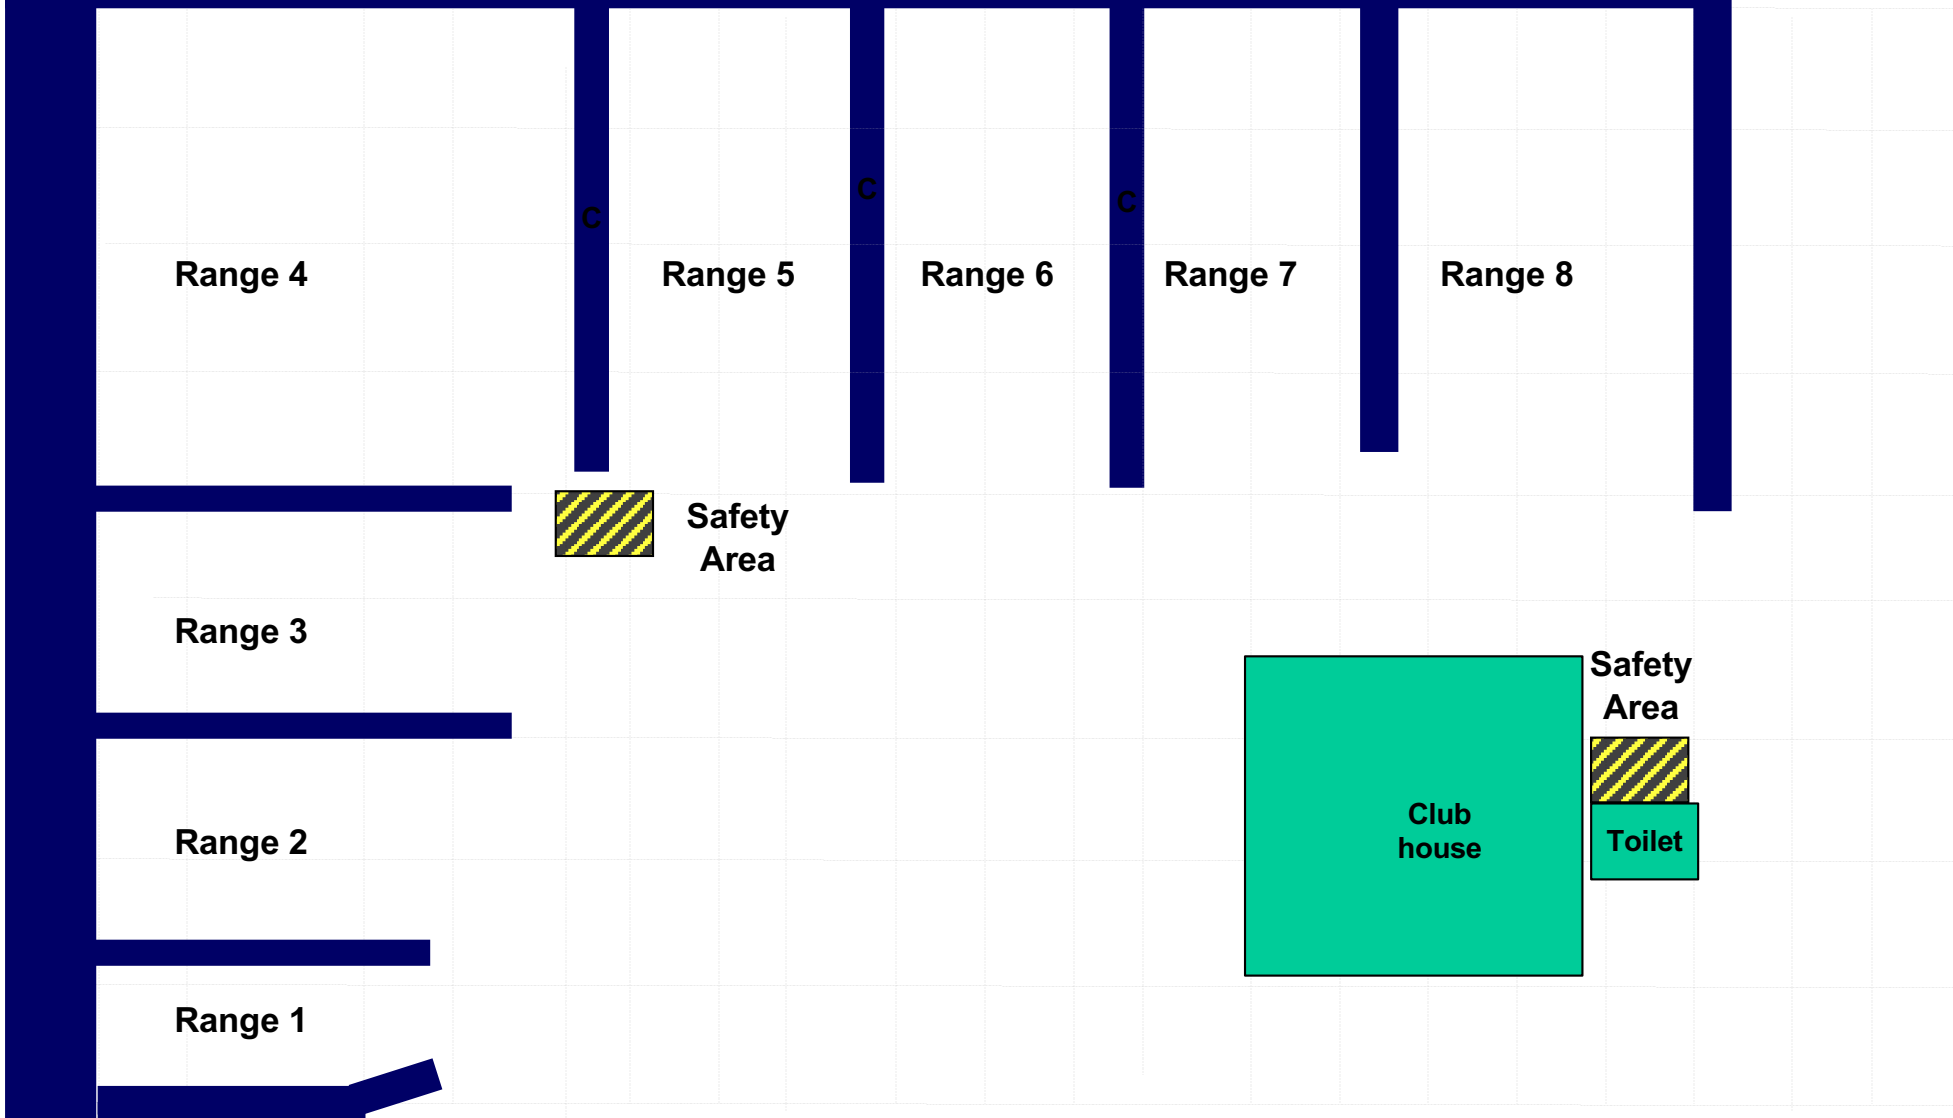 C
C
C
Range 4
Range 5
Range 6
Range 7
Range 8
Safety
Area
Range 3
Safety
Area
Club
house
Toilet
Range 2
Range 1